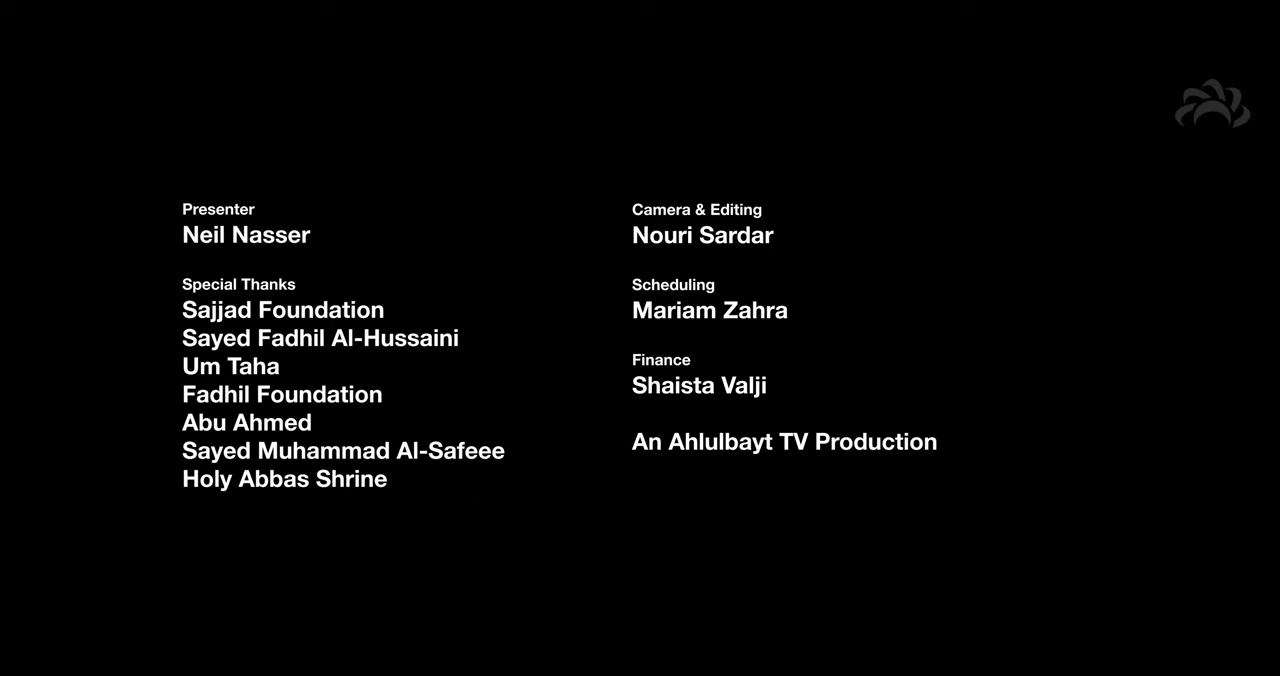 Presenter
Neil Nasser
Special Thanks
Sajjad Foundation
Sayed Fadhil Al-Hussaini
Um Taha
Fadhil Foundation
Abu Ahmed
Sayed Muhammad Al-Safeee
Holy Abbas Shrine
Camera & Editing
Nouri Sardar
Scheduling
Mariam Zahra
Finance
Shaista Valji
An Ahlulbayt TV Production